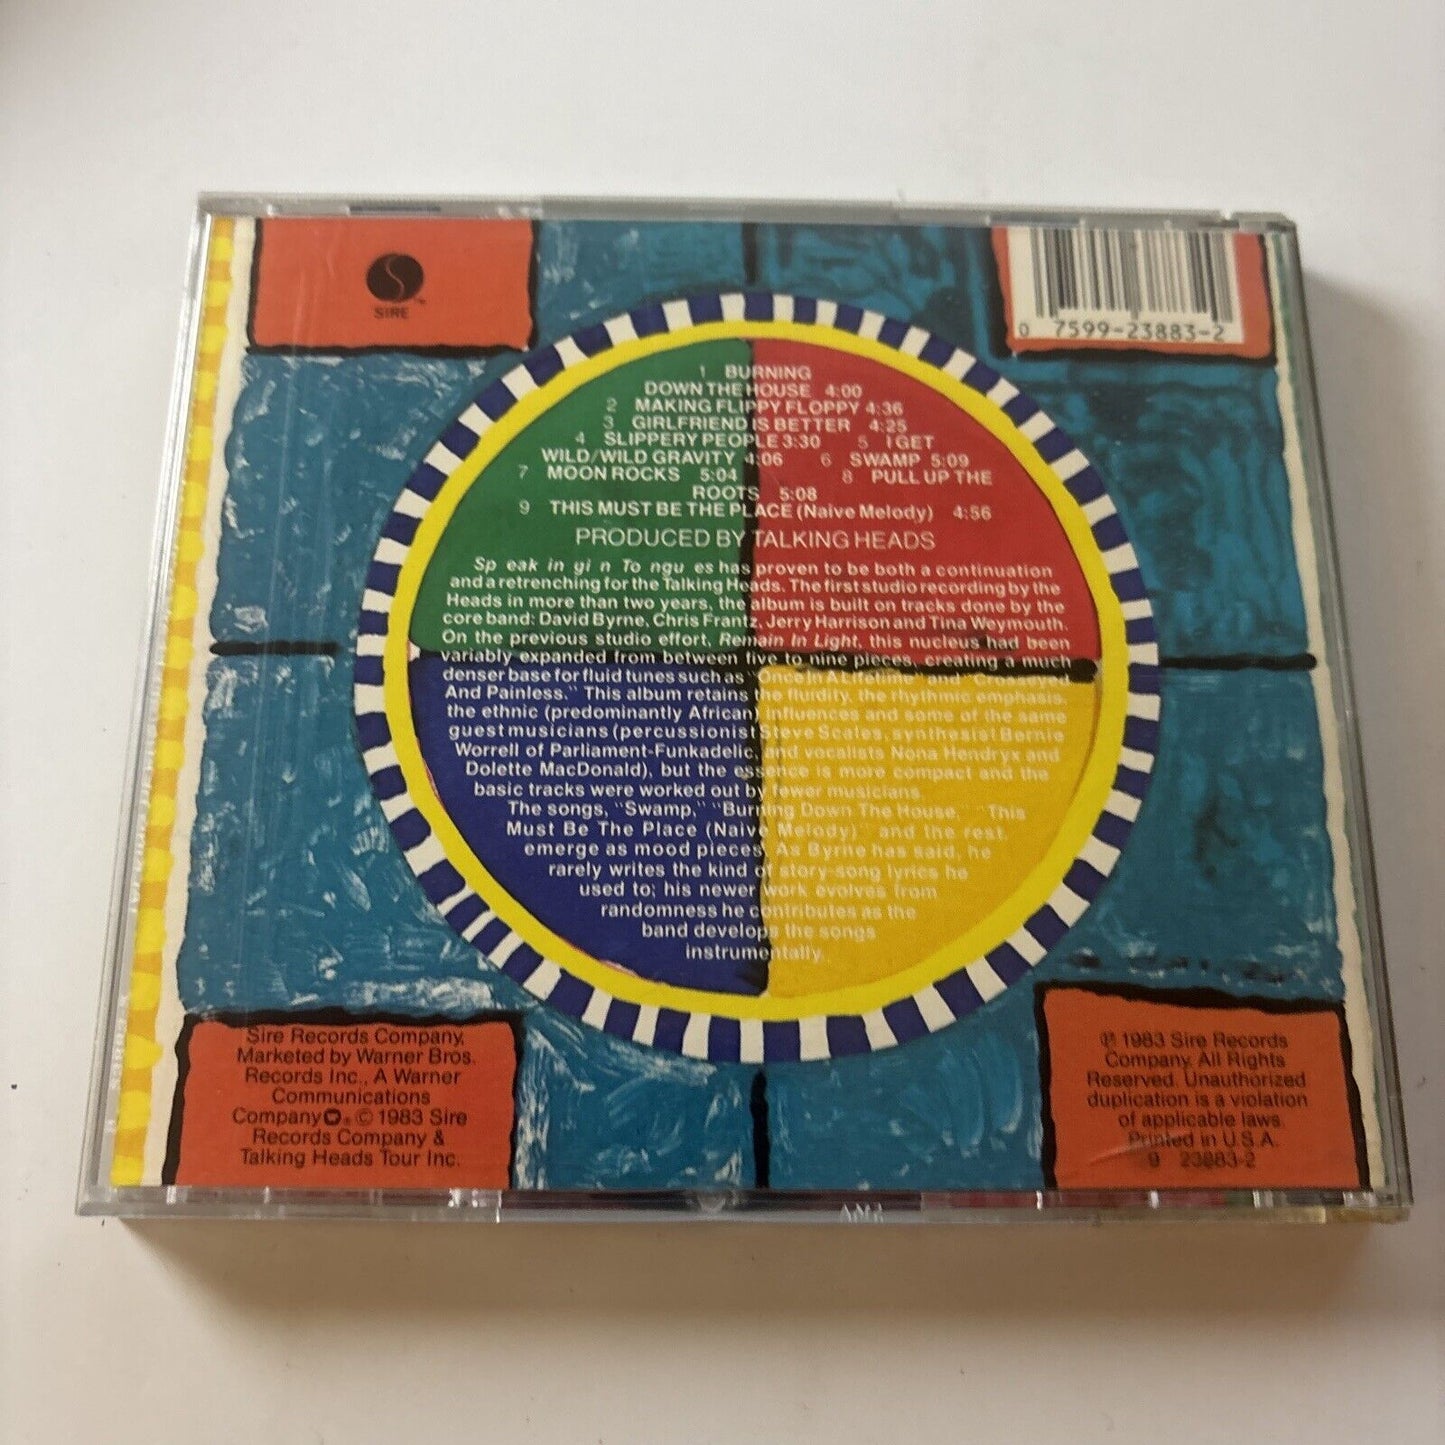 SIRE
0 7599-23883-2
1 BURNING
DOWN THE HOUSE 4:00
2 MAKING FLIPPY FLOPPY 4:36
3 GIRLFRIEND IS BETTER 4:25
4 SLIPPERY PEOPLE 3:30 5 I GET
WILD/WILD GRAVITY 4:06 6 SWAMP 5:09
7 MOON ROCKS 5:04 8 PULL UP THE
ROOTS 5:08
9 THIS MUST BE THE PLACE (Naive Melody) 4:56
PRODUCED BY TALKING HEADS
Sp eak in gi n To ngu es has proven to be both a continuation
and a retrenching for the Talking Heads. The first studio recording by the
Heads in more than two years, the album is built on tracks done by the
core band: David Byrne, Chris Frantz, Jerry Harrison and Tina Weymouth.
On the previous studio effort, Remain In Light, this nucleus had been
variably expanded from between five to nine pieces, creating a much
denser base for fluid tunes such as "Once In A Lifetime" and "Crosseyed
And Painless." This album retains the fluidity, the rhythmic emphasis,
the ethnic (predominantly African) influences and some of the same
guest musicians (percussionist Steve Scales, synthesist Bernie
Worrell of Parliament-Funkadelic, and vocalists Nona Hendryx and
Dolette MacDonald), but the essence is more compact and the
basic tracks were worked out by fewer musicians.
The songs, "Swamp," "Burning Down The House," "This
Must Be The Place (Naive Melody)" and the rest,
emerge as mood pieces. As Byrne has said, he
rarely writes the kind of story-song lyrics he
used to; his newer work evolves from
randomness he contributes as the
band develops the songs
instrumentally.
Sire Records Company,
Marketed by Warner Bros.
Records Inc., A Warner
Communications
Company ® © 1983 Sire
Records Company &
Talking Heads Tour Inc.
℗ 1983 Sire Records
Company. All Rights
Reserved. Unauthorized
duplication is a violation
of applicable laws.
Printed in U.S.A.
9 23883-2